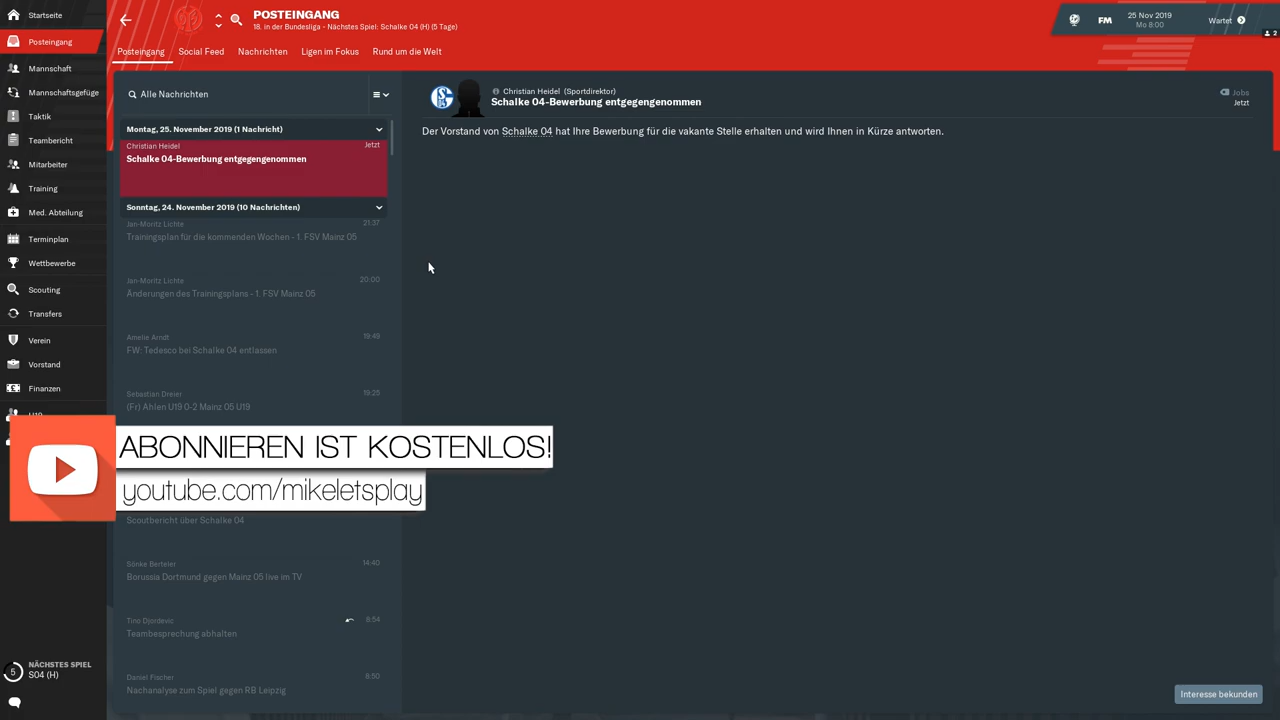 Startseite
Posteingang
Mannschaft
Mannschaftsgefüge
Taktik
Teambericht
Mitarbeiter
Training
Med. Abteilung
Terminplan
Wettbewerbe
Scouting
Transfers
Verein
Vorstand
Finanzen
U19
NÄCHSTES SPIEL
5
S04 (H)
POSTEINGANG
18. in der Bundesliga - Nächstes Spiel: Schalke 04 (H) (5 Tage)
FM
25 Nov 2019
Mo 8:00
Wartet
2
Posteingang Social Feed Nachrichten Ligen im Fokus Rund um die Welt
Alle Nachrichten
Montag, 25. November 2019 (1 Nachricht)
Christian Heidel Jetzt
Schalke 04-Bewerbung entgegengenommen
Sonntag, 24. November 2019 (10 Nachrichten)
Jan-Moritz Lichte 21:37
Trainingsplan für die kommenden Wochen - 1. FSV Mainz 05
Jan-Moritz Lichte 20:00
Änderungen des Trainingsplans - 1. FSV Mainz 05
Amelie Arndt 19:49
FW: Tedesco bei Schalke 04 entlassen
Sebastian Dreier 19:25
(Fr) Ahlen U19 0-2 Mainz 05 U19
ABONNIEREN IST KOSTENLOS!
youtube.com/mikeletsplay
Scoutbericht über Schalke 04
Sönke Berteler 14:40
Borussia Dortmund gegen Mainz 05 live im TV
Tino Djordevic 8:54
Teambesprechung abhalten
Daniel Fischer 8:50
Nachanalyse zum Spiel gegen RB Leipzig
Christian Heidel (Sportdirektor)
Schalke 04-Bewerbung entgegengenommen
Jobs
Jetzt
Der Vorstand von Schalke 04 hat Ihre Bewerbung für die vakante Stelle erhalten und wird Ihnen in Kürze antworten.
Interesse bekunden